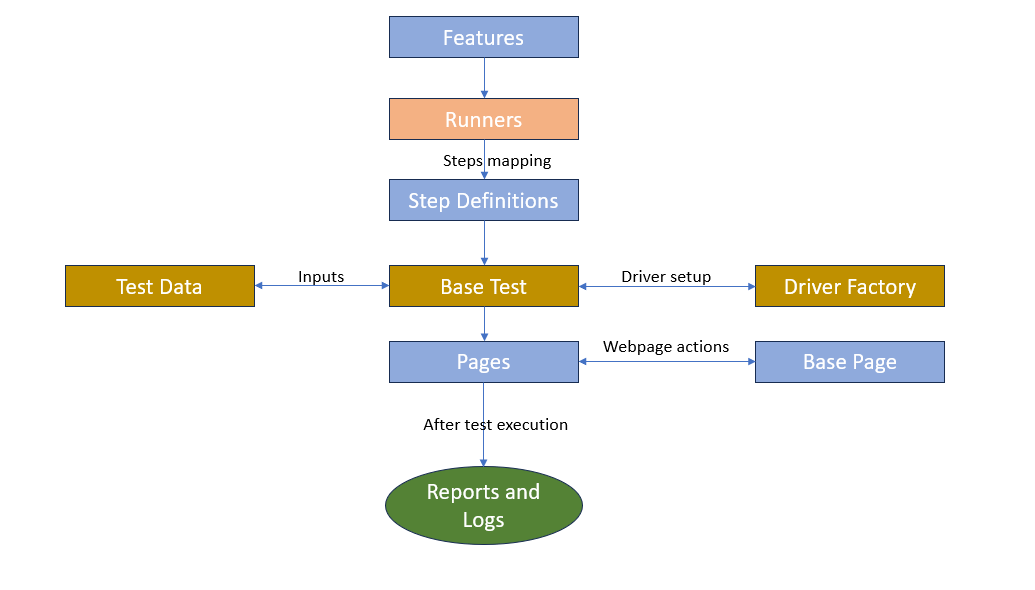 Features
Runners
Steps mapping
Step Definitions
Test Data
Inputs
Base Test
Driver setup
Driver Factory
Pages
Webpage actions
Base Page
After test execution
Reports and
Logs